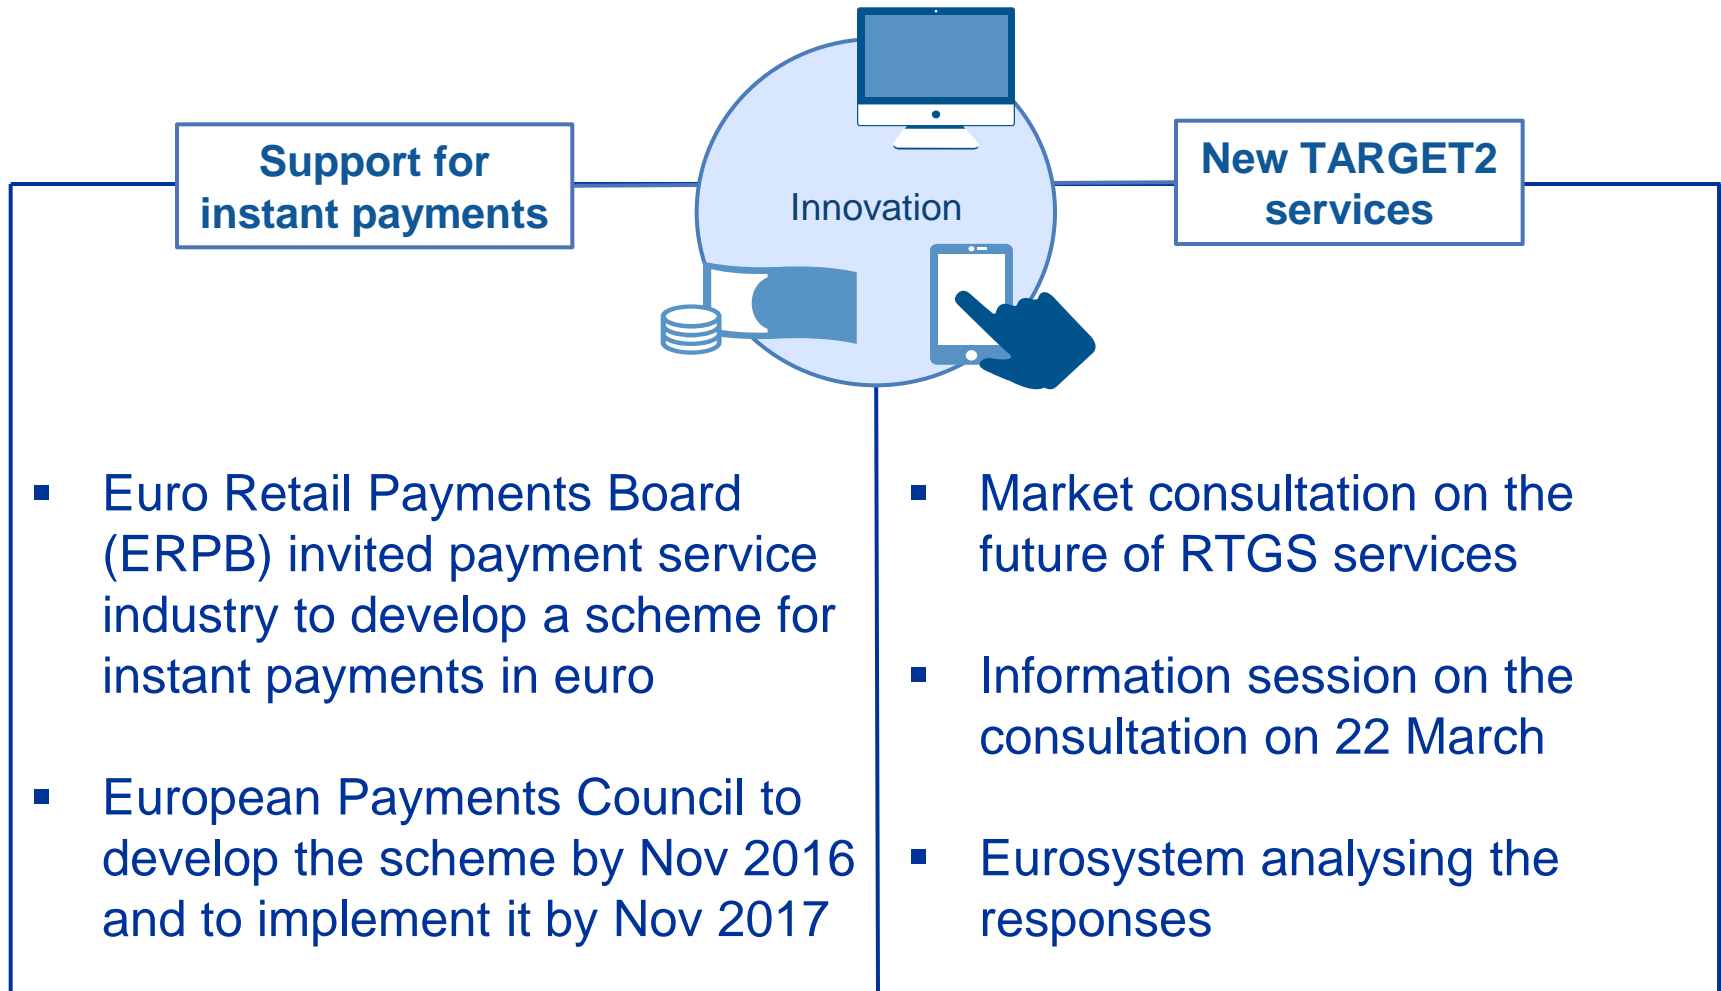 Innovation
Support for
instant payments
■ Euro Retail Payments Board
(ERPB) invited payment service
industry to develop a scheme for
instant payments in euro
■ European Payments Council to
develop the scheme by Nov 2016
and to implement it by Nov 2017
New TARGET2
services
■ Market consultation on the
future of RTGS services
■ Information session on the
consultation on 22 March
■ Eurosystem analysing the
responses